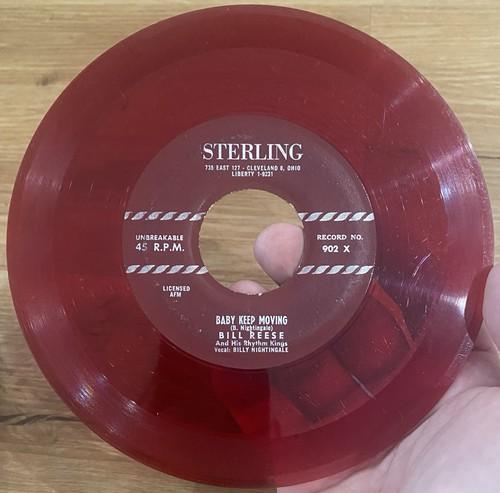 STERLING
735 EAST 127 - CLEVELAND 8, OHIO
LIBERTY 1-9231
UNBREAKABLE
45 R.P.M.
RECORD NO.
902 X
LICENSED
AFM
BABY KEEP MOVING
(B. Nightingale)
BILL REESE
And His Rhythm Kings
Vocal: BILLY NIGHTINGALE